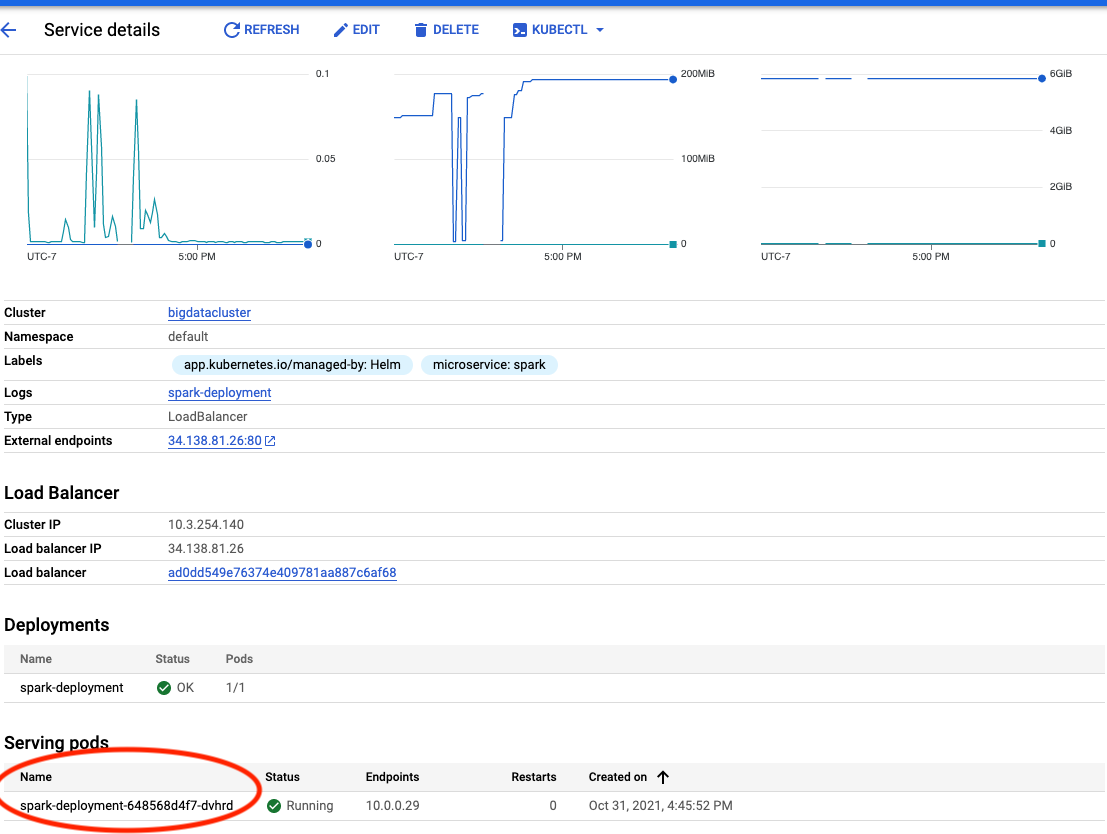 Service details REFRESH EDIT DELETE KUBECTL
0.1 200MiB 6GiB
4GiB
0.05 100MiB
2GiB
0 0 0
UTC-7 5:00 PM UTC-7 5:00 PM UTC-7 5:00 PM
Cluster bigdatacluster
Namespace default
Labels app.kubernetes.io/managed-by: Helm microservice: spark
Logs spark-deployment
Type LoadBalancer
External endpoints 34.138.81.26:80
Load Balancer
Cluster IP 10.3.254.140
Load balancer IP 34.138.81.26
Load balancer ad0dd549e76374e409781aa887c6af68
Deployments
Name Status Pods
spark-deployment OK 1/1
Serving pods
Name Status Endpoints Restarts Created on
spark-deployment-648568d4f7-dvhrd Running 10.0.0.29 0 Oct 31, 2021, 4:45:52 PM